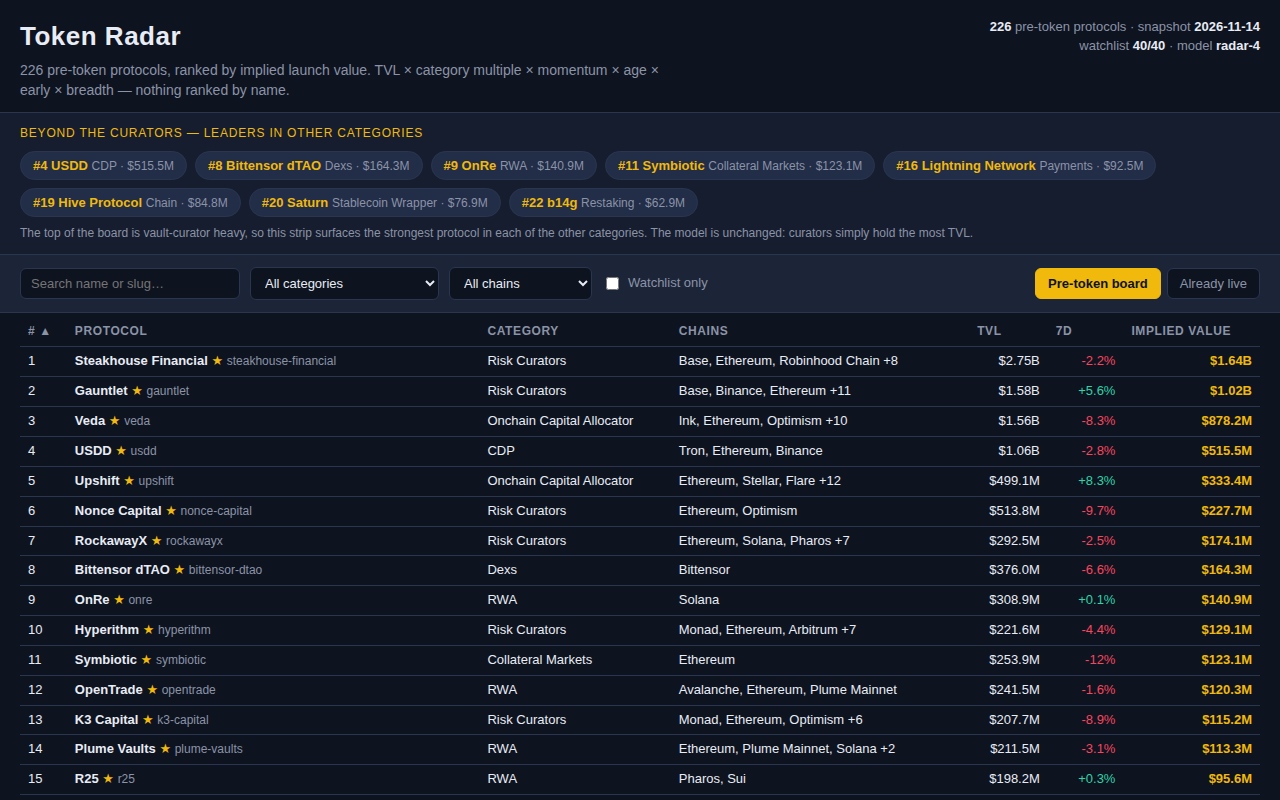 Token Radar
226 pre-token protocols, ranked by implied launch value. TVL × category multiple × momentum × age ×
early × breadth — nothing ranked by name.
226 pre-token protocols · snapshot 2026-11-14
watchlist 40/40 · model radar-4
BEYOND THE CURATORS — LEADERS IN OTHER CATEGORIES
#4 USDD CDP · $515.5M #8 Bittensor dTAO Dexs · $164.3M #9 OnRe RWA · $140.9M #11 Symbiotic Collateral Markets · $123.1M #16 Lightning Network Payments · $92.5M
#19 Hive Protocol Chain · $84.8M #20 Saturn Stablecoin Wrapper · $76.9M #22 b14g Restaking · $62.9M
The top of the board is vault-curator heavy, so this strip surfaces the strongest protocol in each of the other categories. The model is unchanged: curators simply hold the most TVL.
Search name or slug… All categories All chains Watchlist only Pre-token board Already live
# ▲ PROTOCOL CATEGORY CHAINS TVL 7D IMPLIED VALUE
1 Steakhouse Financial ★ steakhouse-financial Risk Curators Base, Ethereum, Robinhood Chain +8 $2.75B -2.2% $1.64B
2 Gauntlet ★ gauntlet Risk Curators Base, Binance, Ethereum +11 $1.58B +5.6% $1.02B
3 Veda ★ veda Onchain Capital Allocator Ink, Ethereum, Optimism +10 $1.56B -8.3% $878.2M
4 USDD ★ usdd CDP Tron, Ethereum, Binance $1.06B -2.8% $515.5M
5 Upshift ★ upshift Onchain Capital Allocator Ethereum, Stellar, Flare +12 $499.1M +8.3% $333.4M
6 Nonce Capital ★ nonce-capital Risk Curators Ethereum, Optimism $513.8M -9.7% $227.7M
7 RockawayX ★ rockawayx Risk Curators Ethereum, Solana, Pharos +7 $292.5M -2.5% $174.1M
8 Bittensor dTAO ★ bittensor-dtao Dexs Bittensor $376.0M -6.6% $164.3M
9 OnRe ★ onre RWA Solana $308.9M +0.1% $140.9M
10 Hyperithm ★ hyperithm Risk Curators Monad, Ethereum, Arbitrum +7 $221.6M -4.4% $129.1M
11 Symbiotic ★ symbiotic Collateral Markets Ethereum $253.9M -12% $123.1M
12 OpenTrade ★ opentrade RWA Avalanche, Ethereum, Plume Mainnet $241.5M -1.6% $120.3M
13 K3 Capital ★ k3-capital Risk Curators Monad, Ethereum, Optimism +6 $207.7M -8.9% $115.2M
14 Plume Vaults ★ plume-vaults RWA Ethereum, Plume Mainnet, Solana +2 $211.5M -3.1% $113.3M
15 R25 ★ r25 RWA Pharos, Sui $198.2M +0.3% $95.6M